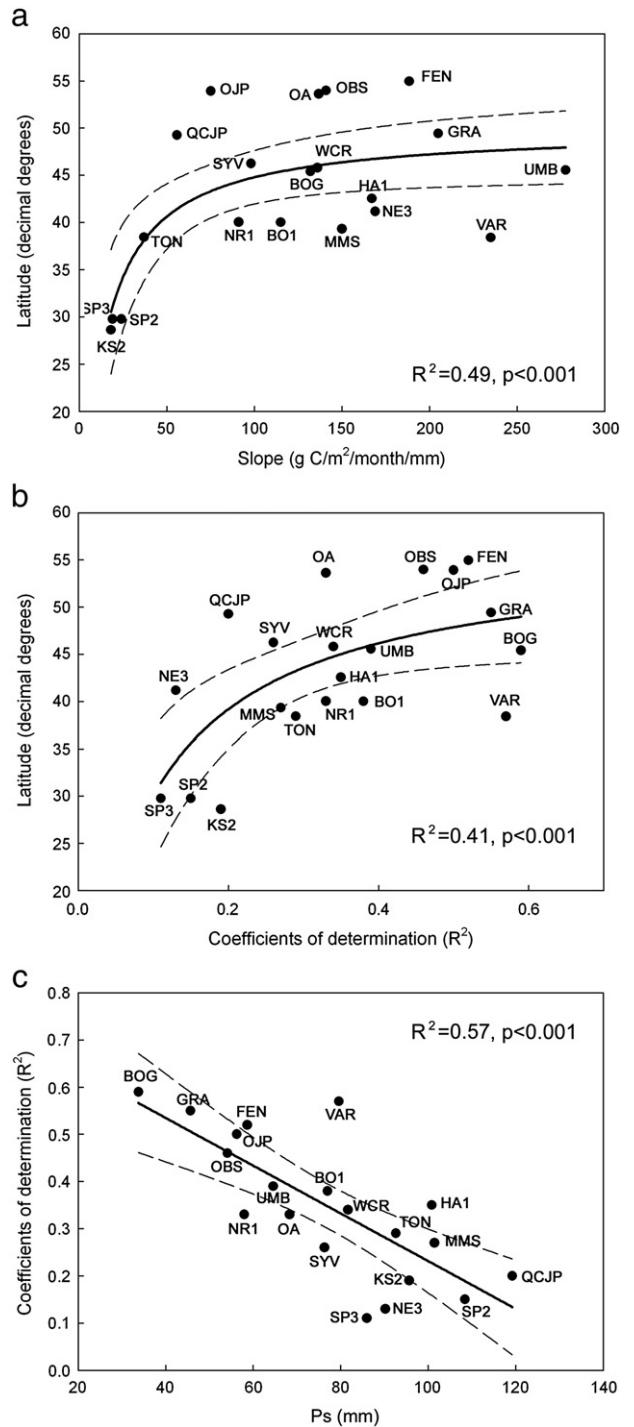 a
60
55
50
45
40
35
30
25
20
Latitude (decimal degrees)
OJP
OA
OBS
FEN
QCJP
GRA
SYV
WCR
BOG
UMB
HA1
NE3
TON
NR1
BO1
MMS
VAR
SP3
SP2
KS2
R²=0.49, p<0.001
0 50 100 150 200 250 300
Slope (g C/m²/month/mm)
b
60
55
50
45
40
35
30
25
20
Latitude (decimal degrees)
OA
OBS
FEN
OJP
QCJP
GRA
SYV
WCR
UMB
BOG
NE3
HA1
MMS
TON
NR1
BO1
VAR
SP3
SP2
KS2
R²=0.41, p<0.001
0.0 0.2 0.4 0.6
Coefficients of determination (R²)
c
0.8
0.7
0.6
0.5
0.4
0.3
0.2
0.1
0.0
Coefficients of determination (R²)
R²=0.57, p<0.001
BOG
GRA
FEN
VAR
OJP
OBS
UMB
BO1
NR1
OA
WCR
HA1
TON
MMS
SYV
KS2
QCJP
SP3
NE3
SP2
20 40 60 80 100 120 140
Ps (mm)